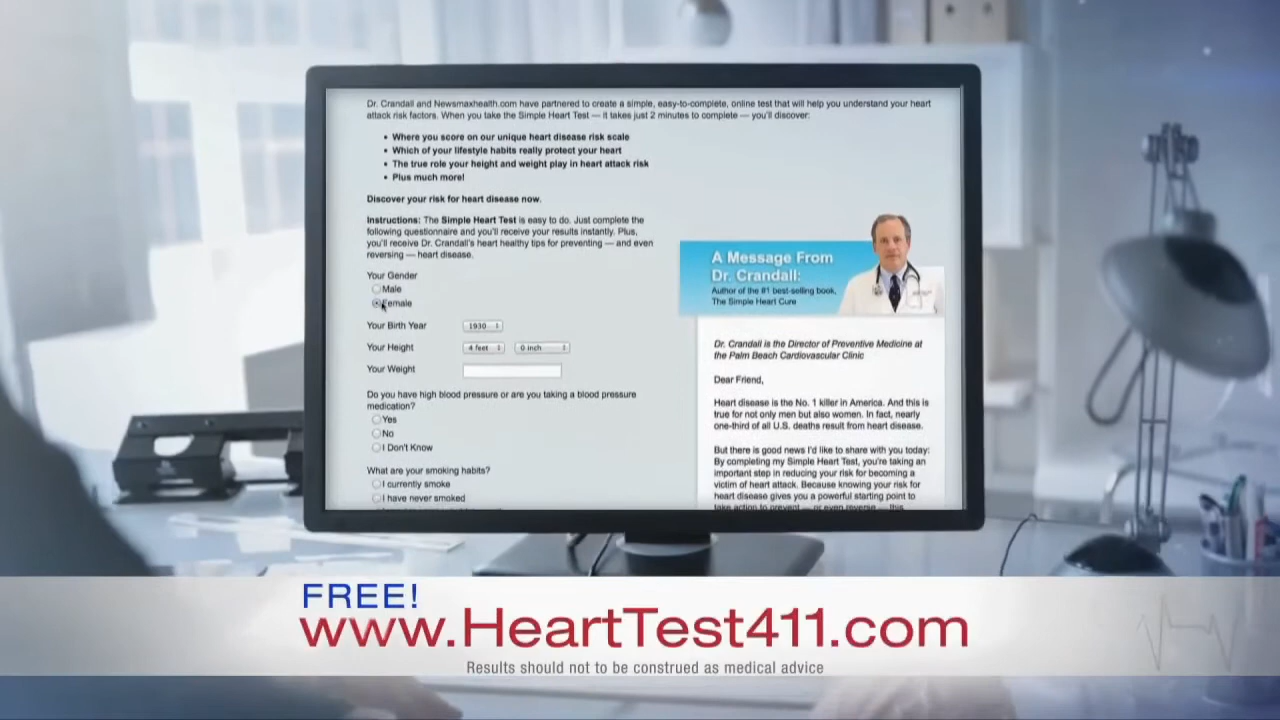 Dr. Crandall and Newsmaxhealth.com have partnered to create a simple, easy-to-complete, online test that will help you understand your heart
attack risk factors. When you take the Simple Heart Test — it takes just 2 minutes to complete — you'll discover:
• Where you score on our unique heart disease risk scale
• Which of your lifestyle habits really protect your heart
• The true role your height and weight play in heart attack risk
• Plus much more!
Discover your risk for heart disease now.
Instructions: The Simple Heart Test is easy to do. Just complete the
following questionnaire and you'll receive your results instantly. Plus,
you'll receive Dr. Crandall's heart healthy tips for preventing — and even
reversing — heart disease.
Your Gender
Male
Female
Your Birth Year 1930
Your Height 4 feet 0 inch
Your Weight
Do you have high blood pressure or are you taking a blood pressure
medication?
Yes
No
I Don't Know
What are your smoking habits?
I currently smoke
I have never smoked
A Message From
Dr. Crandall:
Author of the #1 best-selling book,
The Simple Heart Cure
Dr. Crandall is the Director of Preventive Medicine at
the Palm Beach Cardiovascular Clinic
Dear Friend,
Heart disease is the No. 1 killer in America. And this is
true for not only men but also women. In fact, nearly
one-third of all U.S. deaths result from heart disease.
But there is good news I'd like to share with you today:
By completing my Simple Heart Test, you're taking an
important step in reducing your risk for becoming a
victim of heart attack. Because knowing your risk for
heart disease gives you a powerful starting point to
take action to prevent — or even reverse — this
FREE!
www.HeartTest411.com
Results should not to be construed as medical advice